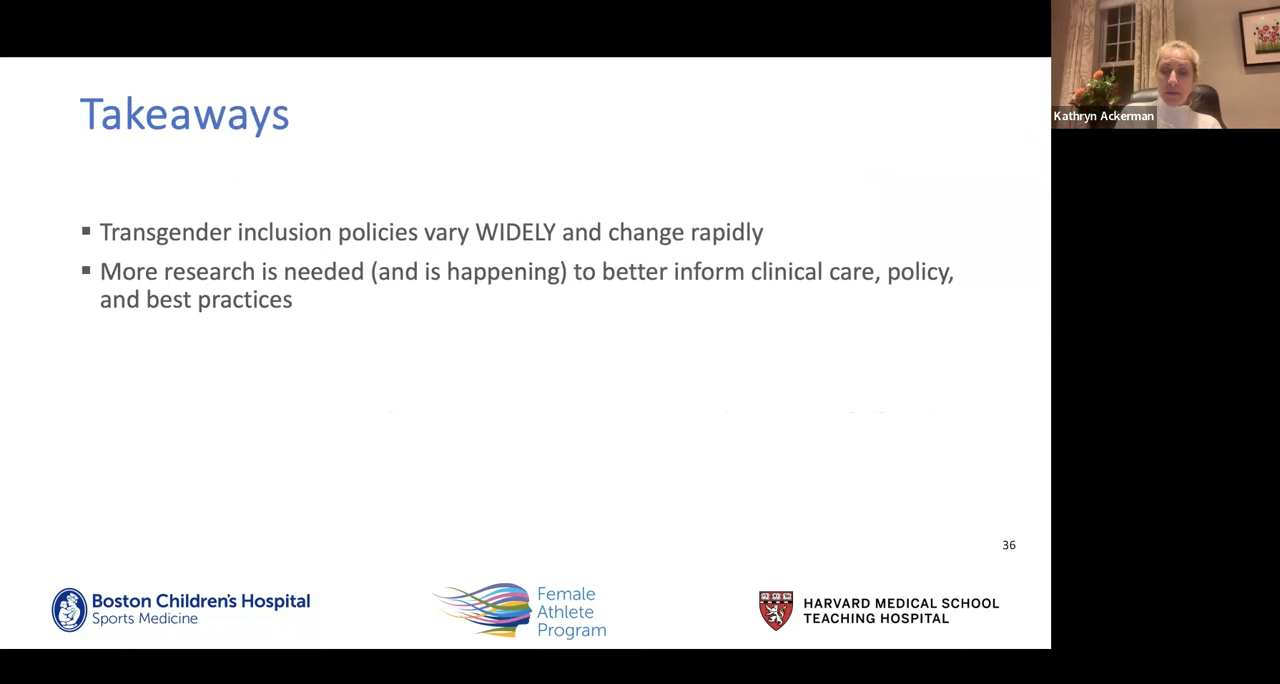 Takeaways
▪ Transgender inclusion policies vary WIDELY and change rapidly
▪ More research is needed (and is happening) to better inform clinical care, policy,
and best practices
36
Boston Children's Hospital
Sports Medicine
Female
Athlete
Program
HARVARD MEDICAL SCHOOL
TEACHING HOSPITAL
Kathryn Ackerman